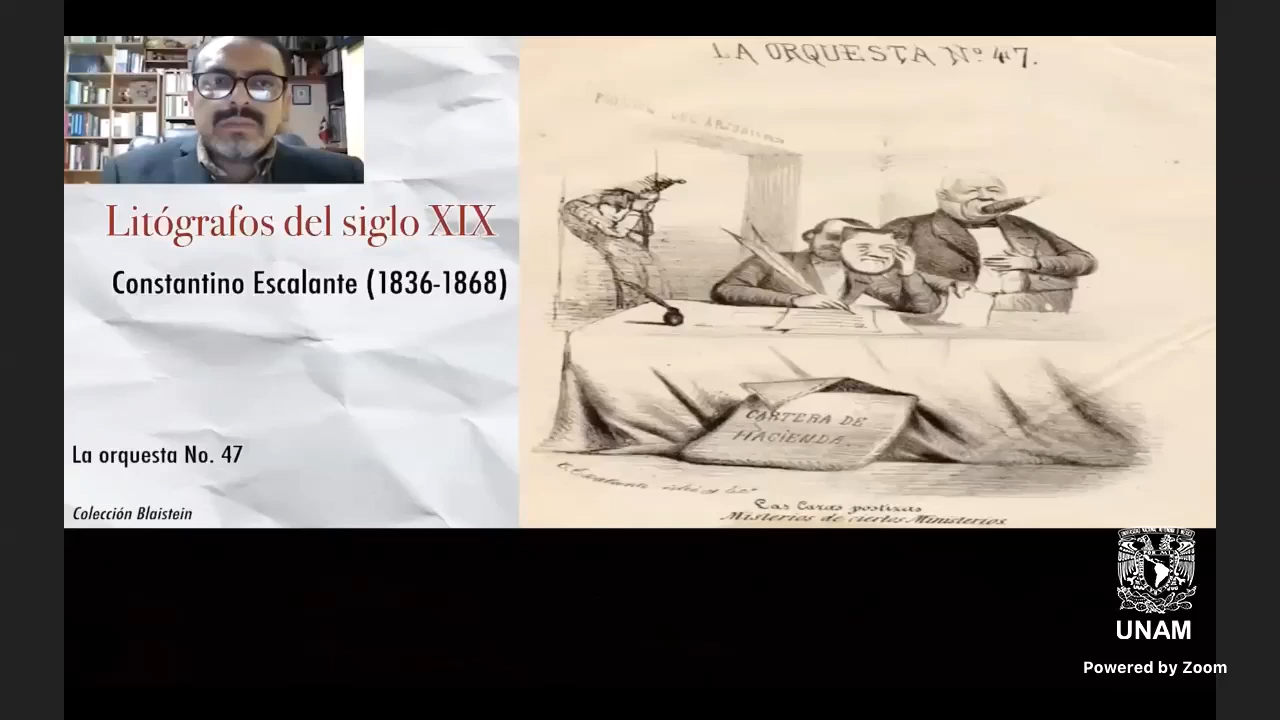 Litógrafos del siglo XIX
Constantino Escalante (1836-1868)
La orquesta No. 47
Colección Blaistein
LA ORQUESTA Nº 47.
CARTERA DE
HACIENDA
Las Caras postizas
Misterios de ciertos Ministerios
UNAM
Powered by Zoom